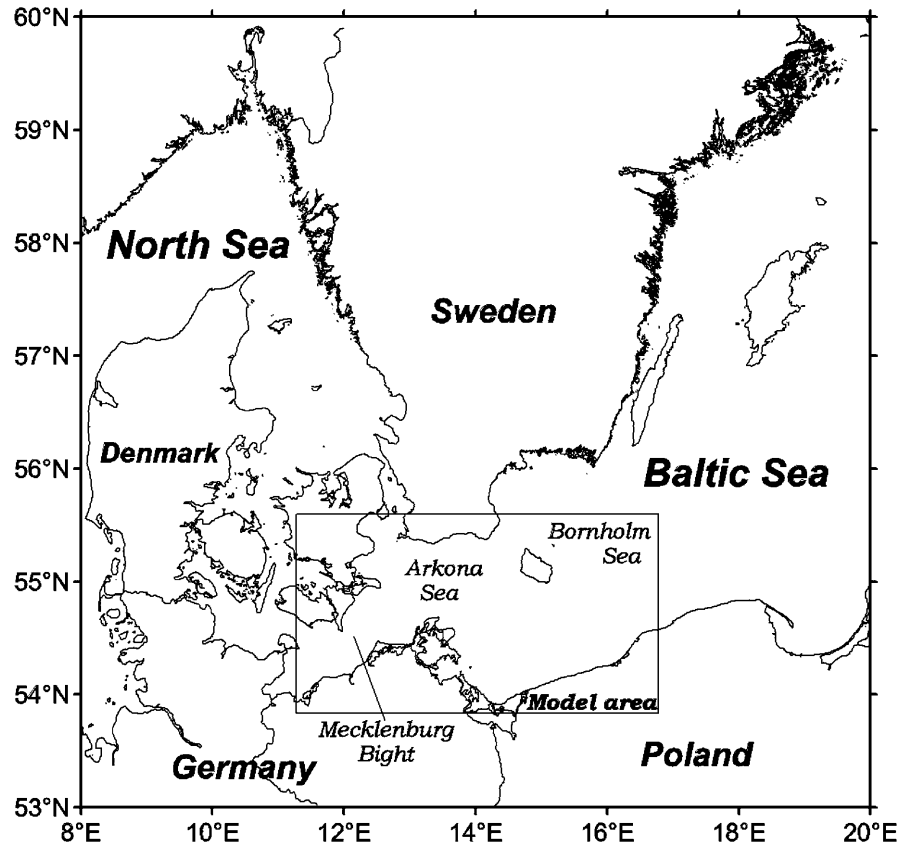 60°N
59°N
58°N
57°N
56°N
55°N
54°N
53°N
8°E
10°E
12°E
14°E
16°E
18°E
20°E
North Sea
Sweden
Denmark
Baltic Sea
Bornholm
Sea
Arkona
Sea
Model area
Mecklenburg
Bight
Germany
Poland